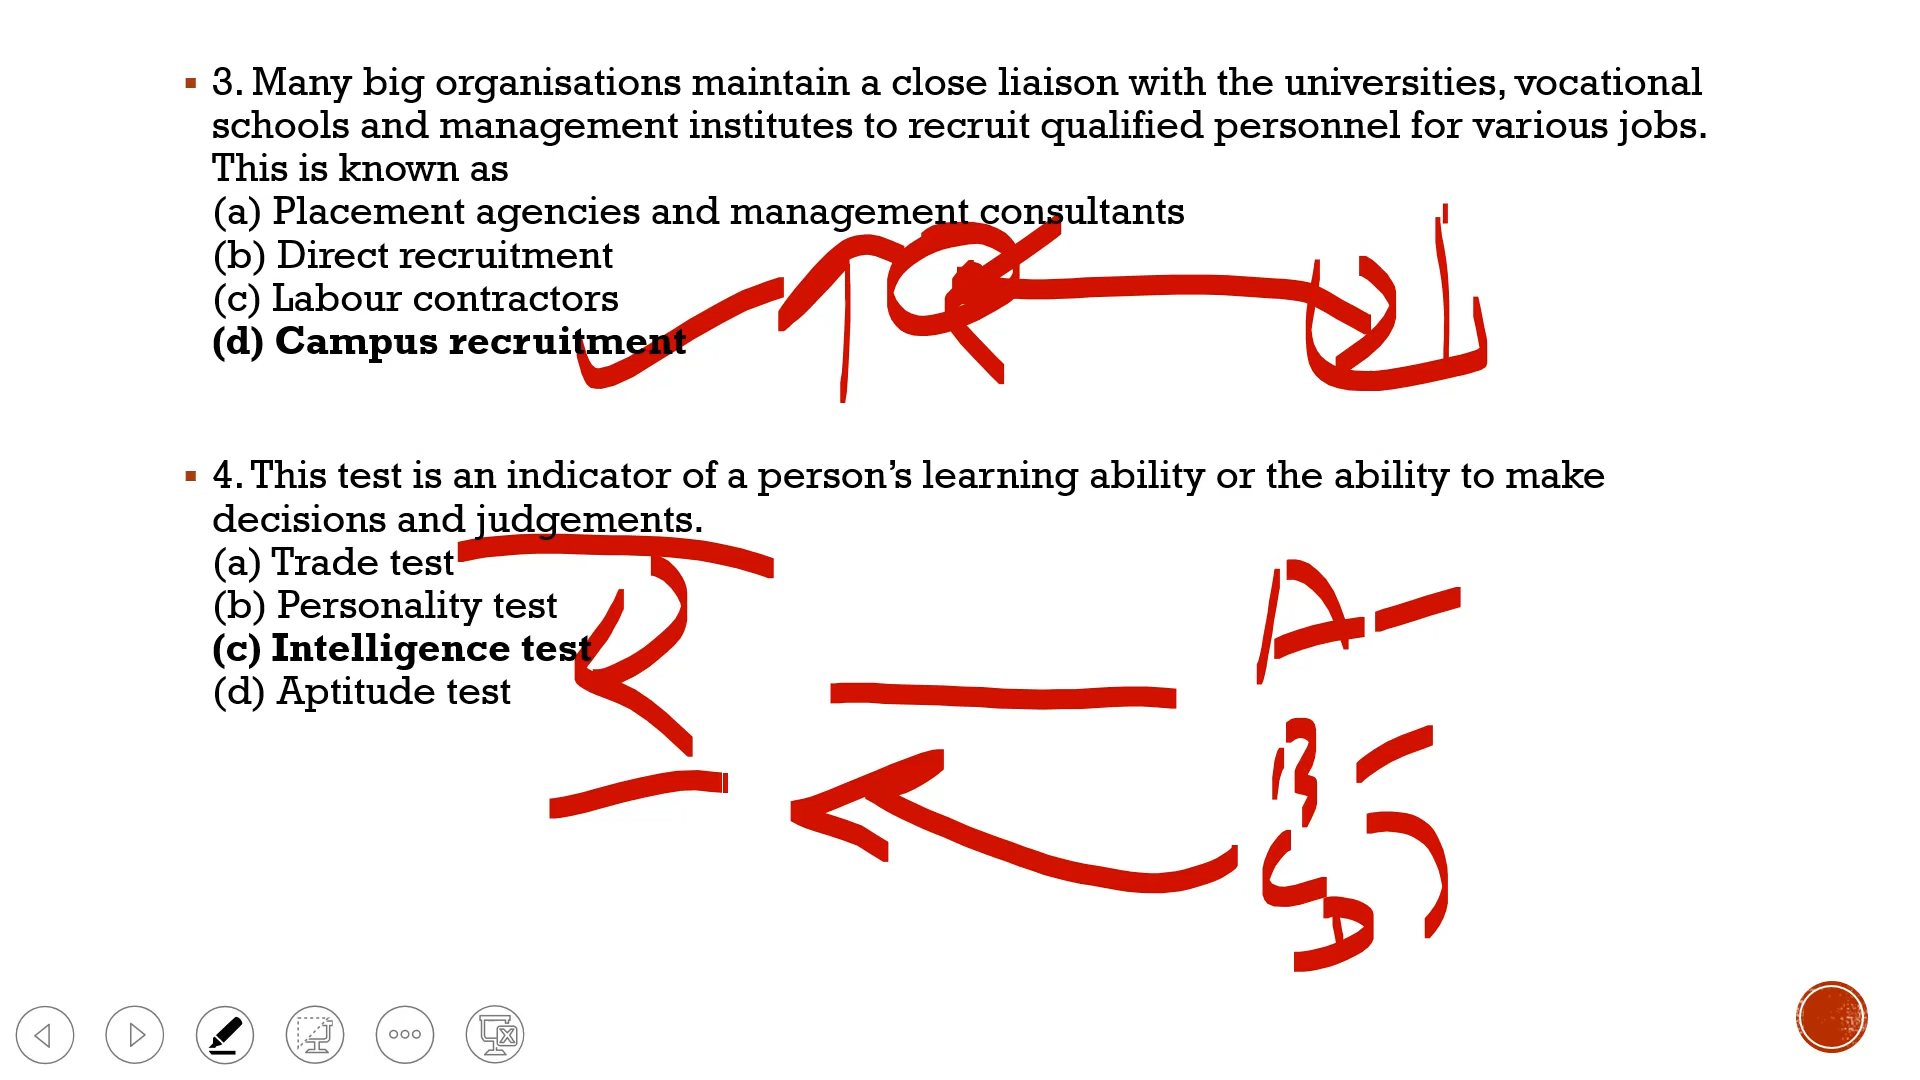 3. Many big organisations maintain a close liaison with the universities, vocational
schools and management institutes to recruit qualified personnel for various jobs.
This is known as
(a) Placement agencies and management consultants
(b) Direct recruitment
(c) Labour contractors
(d) Campus recruitment
4. This test is an indicator of a person's learning ability or the ability to make
decisions and judgements.
(a) Trade test
(b) Personality test
(c) Intelligence test
(d) Aptitude test